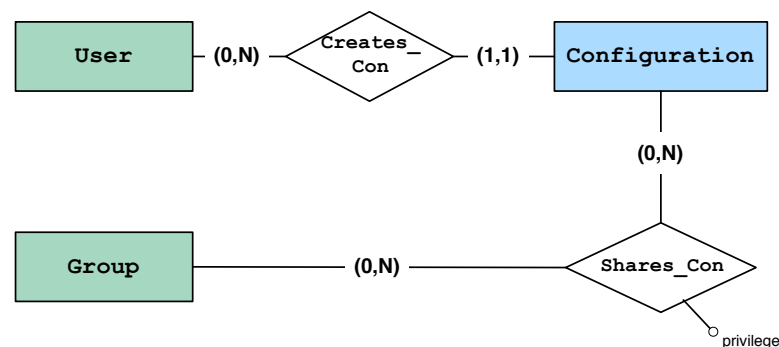 User
(0,N)
Creates_
Con
(1,1)
Configuration
(0,N)
Group
(0,N)
Shares_Con
privilege